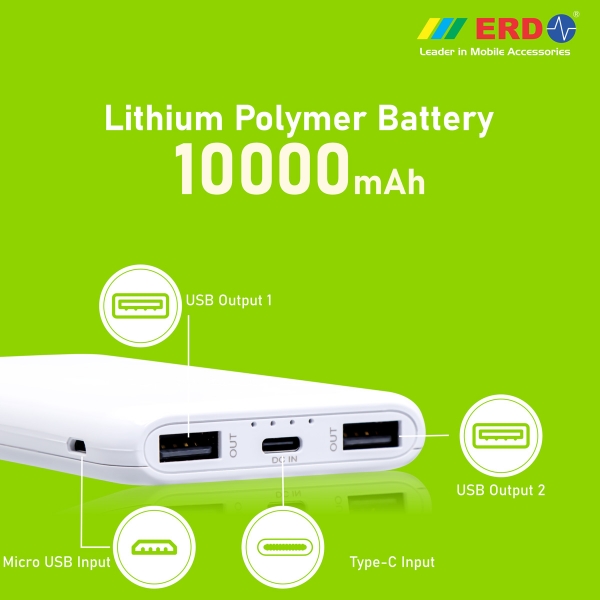 ERD
®
Leader in Mobile Accessories
Lithium Polymer Battery
10000mAh
USB Output 1
OUT
DC IN
OUT
USB Output 2
Micro USB Input
Type-C Input